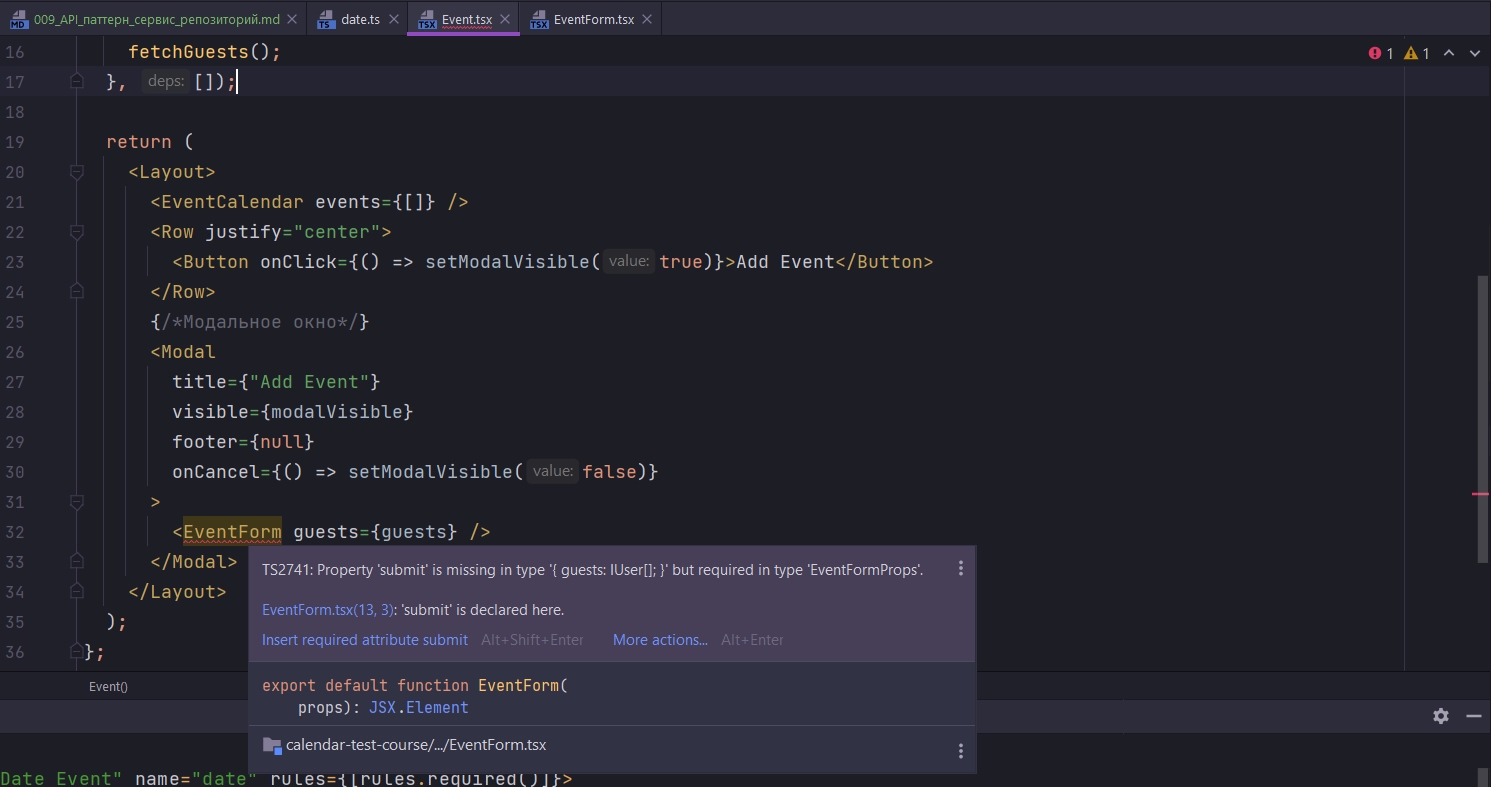 MD 009_API_паттерн_сервис_репозиторий.md TS date.ts TSX Event.tsx TSX EventForm.tsx
16 fetchGuests(); 1 1
17 }, deps: []);
18
19 return (
20 <Layout>
21 <EventCalendar events={[]} />
22 <Row justify="center">
23 <Button onClick={() => setModalVisible( value: true)}>Add Event</Button>
24 </Row>
25 {/*Модальное окно*/}
26 <Modal
27 title={"Add Event"}
28 visible={modalVisible}
29 footer={null}
30 onCancel={() => setModalVisible( value: false)}
31 >
32 <EventForm guests={guests} />
33 </Modal>
34 </Layout>
35 );
36 };
TS2741: Property 'submit' is missing in type '{ guests: IUser[]; }' but required in type 'EventFormProps'.
EventForm.tsx(13, 3): 'submit' is declared here.
Insert required attribute submit Alt+Shift+Enter More actions... Alt+Enter
export default function EventForm(
props): JSX.Element
calendar-test-course/.../EventForm.tsx
Event()
Date Event" name="date" rules={[rules.required()]}>